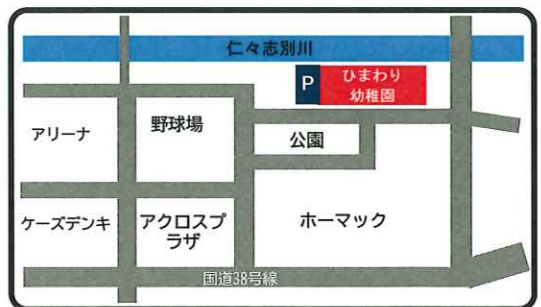 仁々志別川
P
ひまわり
幼稚園
アリーナ
野球場
公園
ケーズデンキ
アクロスプ
ラザ
ホーマック
国道38号線